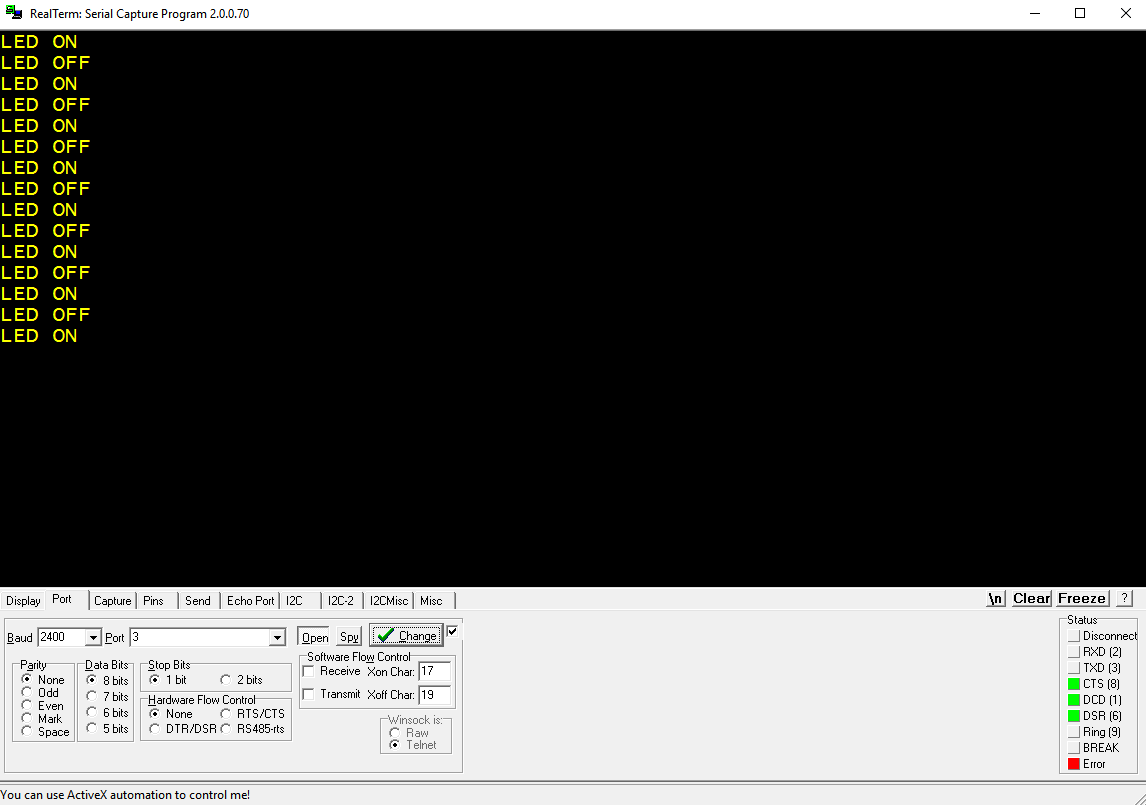 RealTerm: Serial Capture Program 2.0.0.70
LED ON
LED OFF
LED ON
LED OFF
LED ON
LED OFF
LED ON
LED OFF
LED ON
LED OFF
LED ON
LED OFF
LED ON
LED OFF
LED ON
Display Port Capture Pins Send Echo Port I2C I2C-2 I2CMisc Misc \n Clear Freeze ?
Baud 2400 Port 3 Open Spy Change
Parity
None
Odd
Even
Mark
Space
Data Bits
8 bits
7 bits
6 bits
5 bits
Stop Bits
1 bit 2 bits
Hardware Flow Control
None RTS/CTS
DTR/DSR RS485-rts
Software Flow Control
Receive Xon Char: 17
Transmit Xoff Char: 19
Winsock is:
Raw
Telnet
Status
Disconnect
RXD (2)
TXD (3)
CTS (8)
DCD (1)
DSR (6)
Ring (9)
BREAK
Error
You can use ActiveX automation to control me!